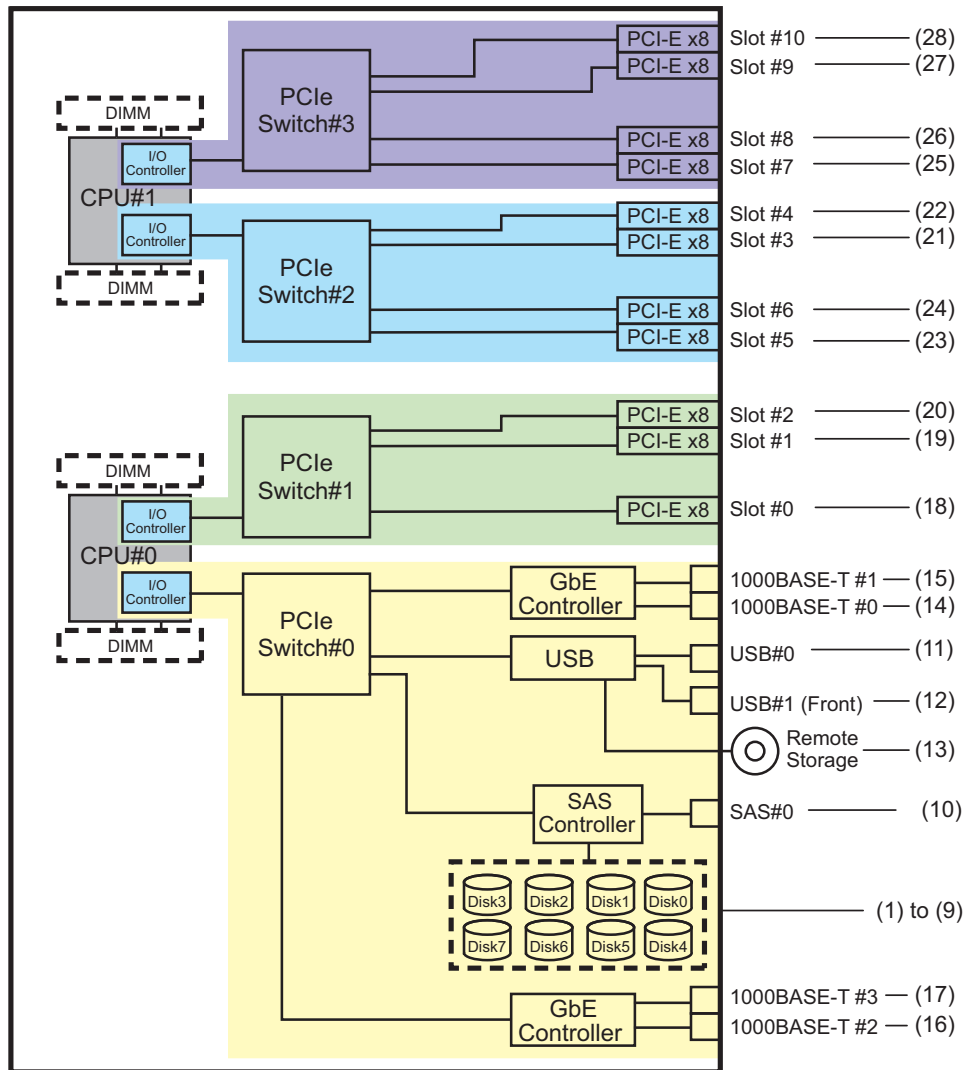 PCI-E x8 Slot #10 (28)
PCI-E x8 Slot #9 (27)
PCIe
Switch#3
DIMM
PCI-E x8 Slot #8 (26)
I/O
Controller
PCI-E x8 Slot #7 (25)
CPU#1
PCI-E x8 Slot #4 (22)
I/O
Controller
PCI-E x8 Slot #3 (21)
PCIe
Switch#2
DIMM
PCI-E x8 Slot #6 (24)
PCI-E x8 Slot #5 (23)
PCI-E x8 Slot #2 (20)
PCI-E x8 Slot #1 (19)
PCIe
Switch#1
DIMM
PCI-E x8 Slot #0 (18)
I/O
Controller
CPU#0
I/O
Controller
GbE
Controller
1000BASE-T #1 (15)
1000BASE-T #0 (14)
PCIe
Switch#0
DIMM
USB
USB#0 (11)
USB#1 (Front) (12)
Remote
Storage (13)
SAS
Controller
SAS#0 (10)
Disk3 Disk2 Disk1 Disk0
(1) to (9)
Disk7 Disk6 Disk5 Disk4
GbE
Controller
1000BASE-T #3 (17)
1000BASE-T #2 (16)